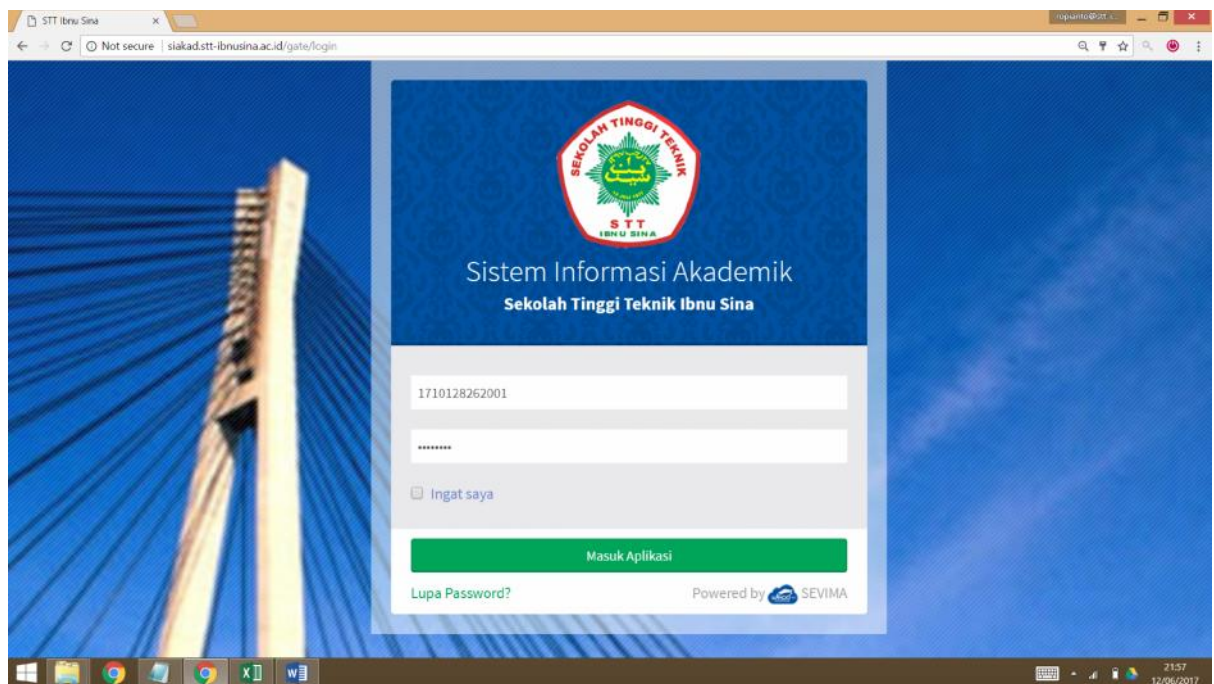 STT Ibnu Sina
Not secure | siakad.stt-ibnusina.ac.id/gate/login
SEKOLAH TINGGI TEKNIK
STT
IBNU SINA
Sistem Informasi Akademik
Sekolah Tinggi Teknik Ibnu Sina
1710128262001
••••••••
Ingat saya
Masuk Aplikasi
Lupa Password?
Powered by SEVIMA
21:57
12/06/2017